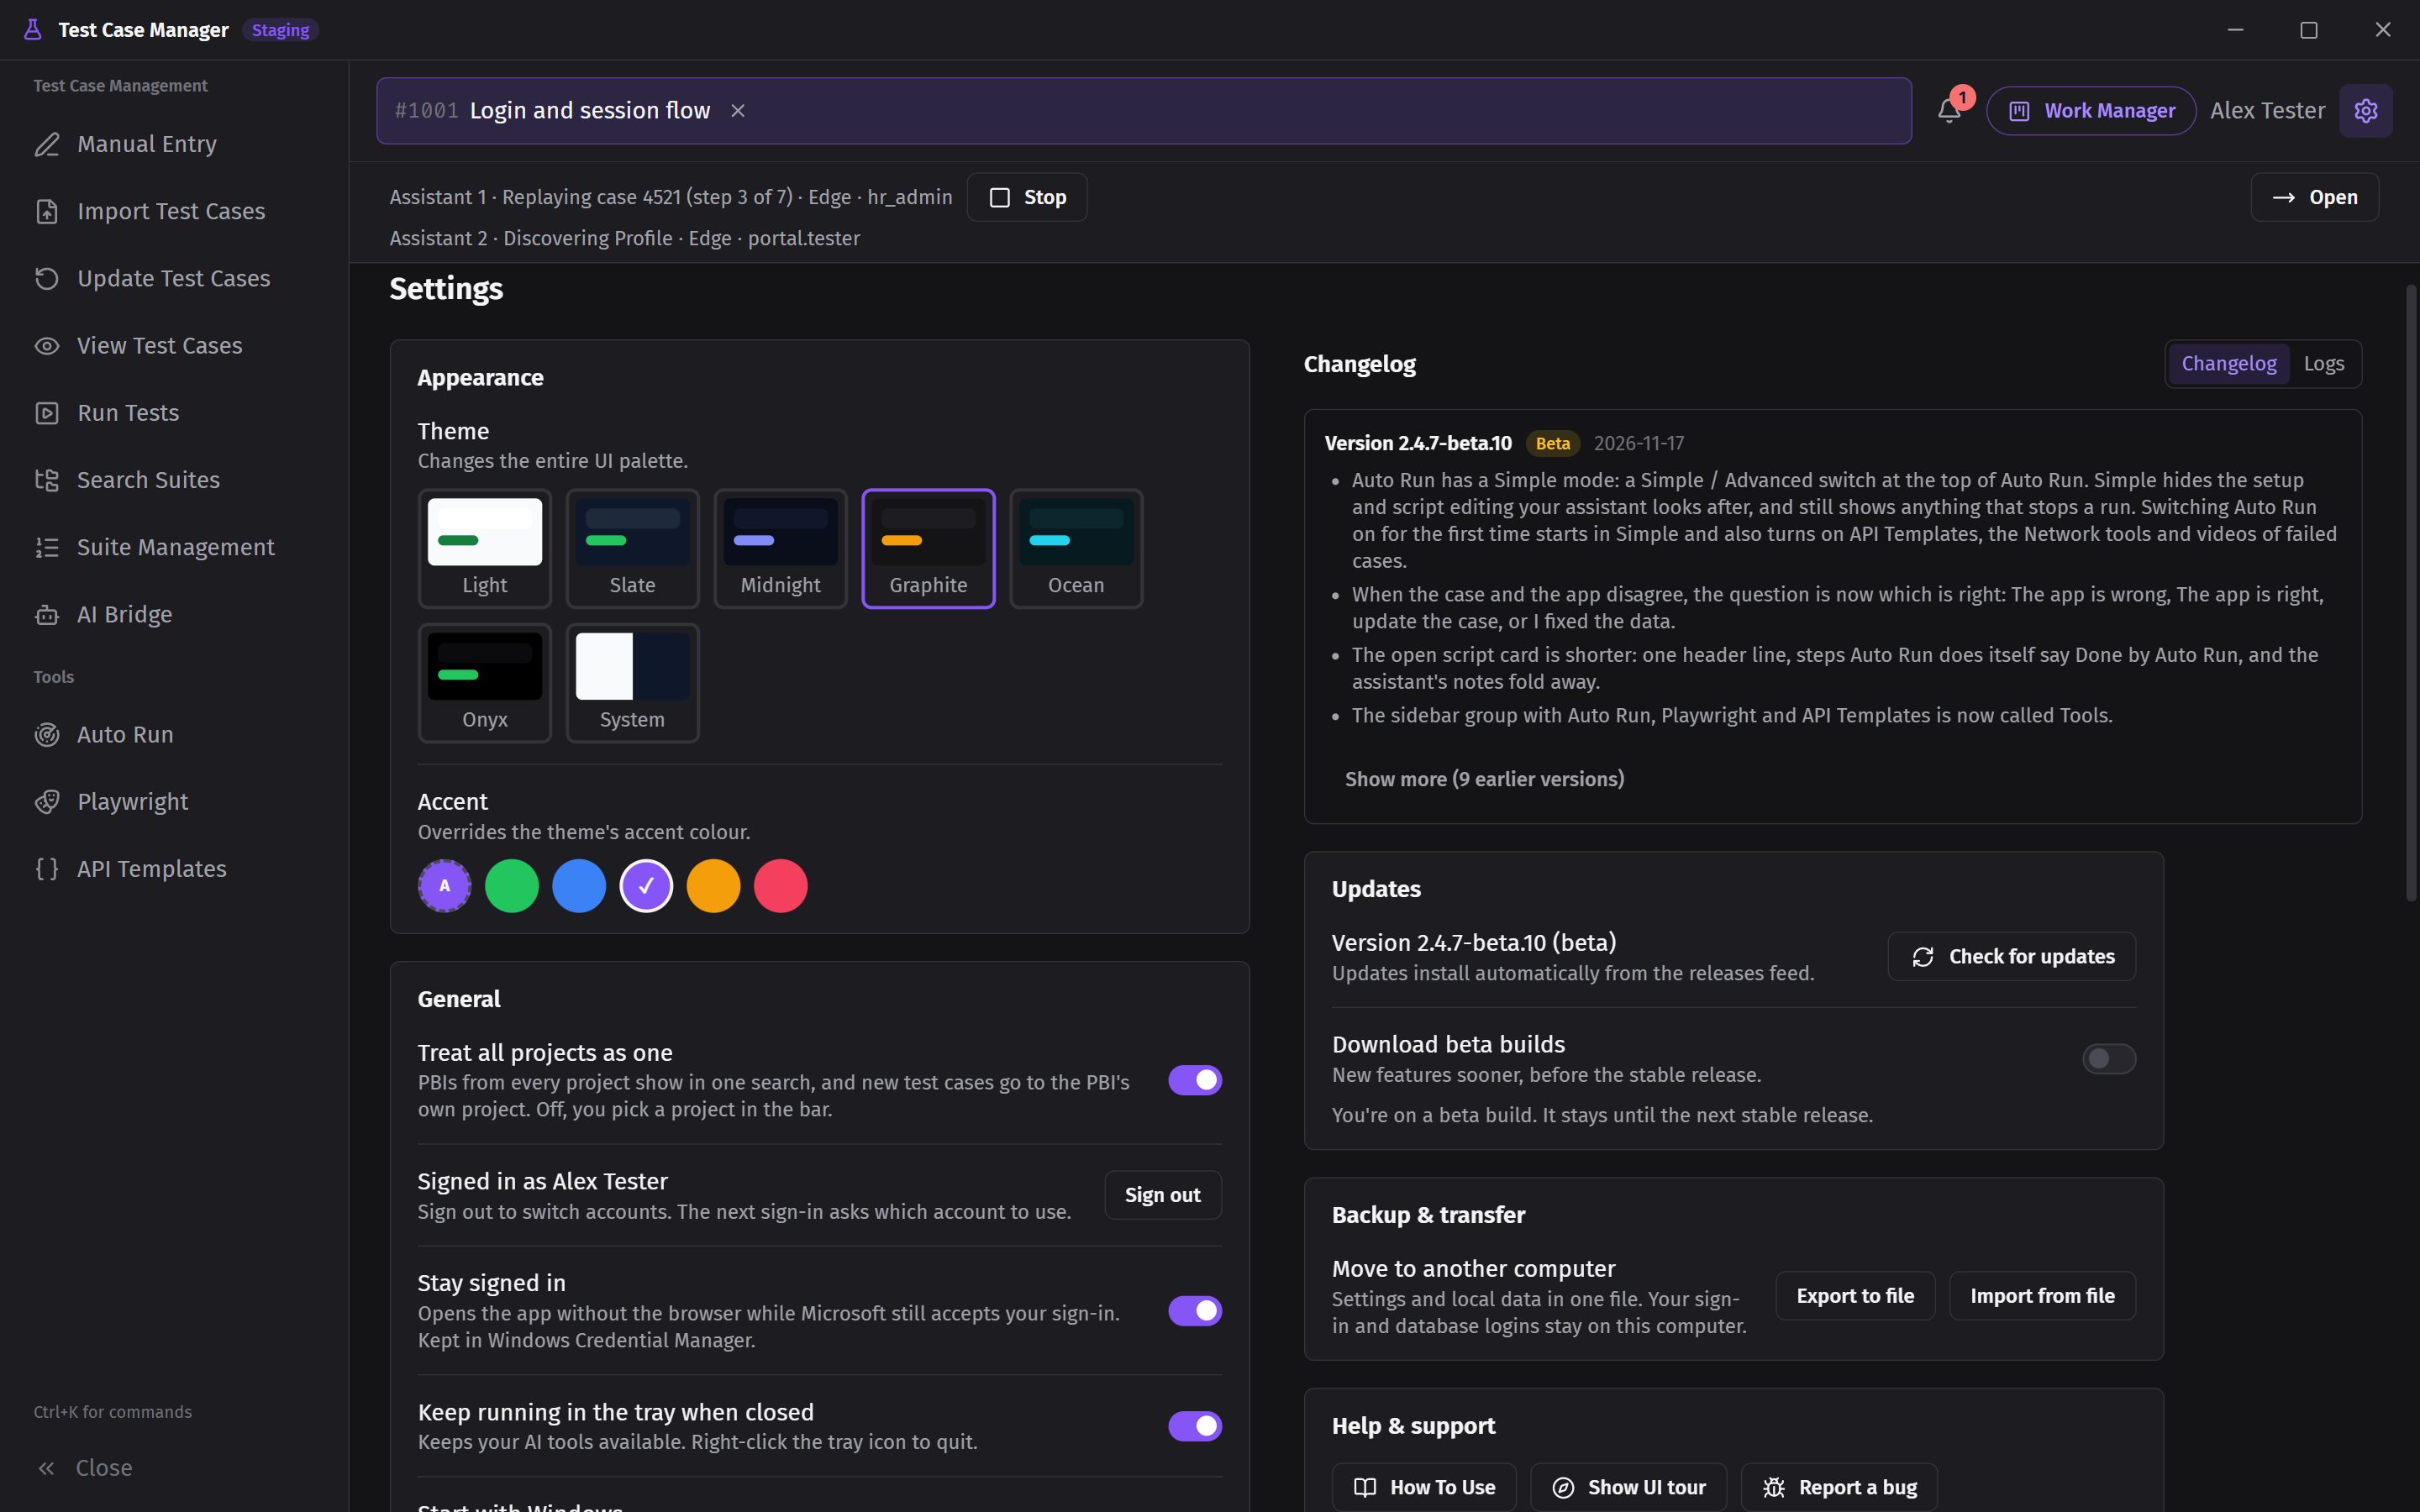 Test Case Manager Staging
Test Case Management
Manual Entry
Import Test Cases
Update Test Cases
View Test Cases
Run Tests
Search Suites
Suite Management
AI Bridge
Tools
Auto Run
Playwright
API Templates
Ctrl+K for commands
Close
#1001 Login and session flow
1
Work Manager
Alex Tester
Assistant 1 · Replaying case 4521 (step 3 of 7) · Edge · hr_admin
Stop
Open
Assistant 2 · Discovering Profile · Edge · portal.tester
Settings
Appearance
Theme
Changes the entire UI palette.
Light
Slate
Midnight
Graphite
Ocean
Onyx
System
Accent
Overrides the theme's accent colour.
A
General
Treat all projects as one
PBIs from every project show in one search, and new test cases go to the PBI's
own project. Off, you pick a project in the bar.
Signed in as Alex Tester
Sign out to switch accounts. The next sign-in asks which account to use.
Sign out
Stay signed in
Opens the app without the browser while Microsoft still accepts your sign-in.
Kept in Windows Credential Manager.
Keep running in the tray when closed
Keeps your AI tools available. Right-click the tray icon to quit.
Start with Windows
Changelog
Changelog
Logs
Version 2.4.7-beta.10 Beta 2026-11-17
• Auto Run has a Simple mode: a Simple / Advanced switch at the top of Auto Run. Simple hides the setup
and script editing your assistant looks after, and still shows anything that stops a run. Switching Auto Run
on for the first time starts in Simple and also turns on API Templates, the Network tools and videos of failed
cases.
• When the case and the app disagree, the question is now which is right: The app is wrong, The app is right,
update the case, or I fixed the data.
• The open script card is shorter: one header line, steps Auto Run does itself say Done by Auto Run, and the
assistant's notes fold away.
• The sidebar group with Auto Run, Playwright and API Templates is now called Tools.
Show more (9 earlier versions)
Updates
Version 2.4.7-beta.10 (beta)
Updates install automatically from the releases feed.
Check for updates
Download beta builds
New features sooner, before the stable release.
You're on a beta build. It stays until the next stable release.
Backup & transfer
Move to another computer
Settings and local data in one file. Your sign-
in and database logins stay on this computer.
Export to file
Import from file
Help & support
How To Use
Show UI tour
Report a bug